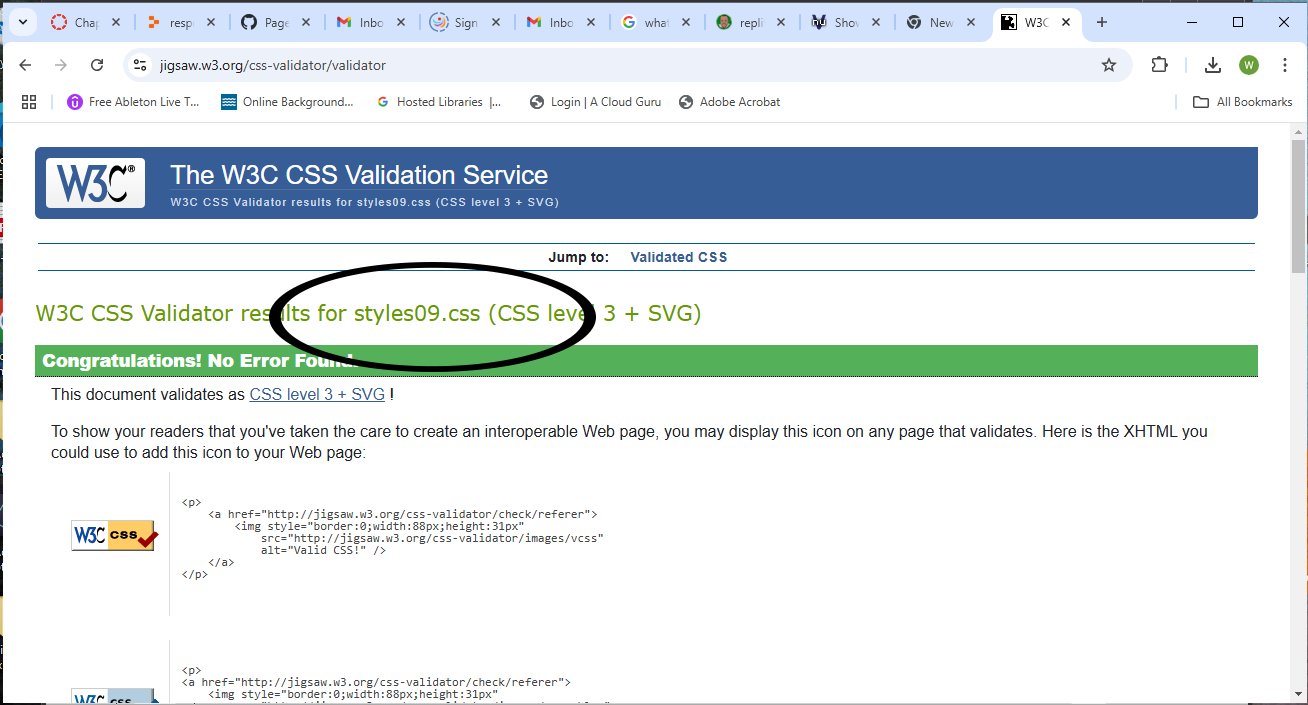 Chap
resp
Page
Inbo
Sign
Inbo
what
repli
Show
New
W3C
jigsaw.w3.org/css-validator/validator
W
Free Ableton Live T...
Online Background...
Hosted Libraries |...
Login | A Cloud Guru
Adobe Acrobat
All Bookmarks
W3C®
The W3C CSS Validation Service
W3C CSS Validator results for styles09.css (CSS level 3 + SVG)
Jump to: Validated CSS
W3C CSS Validator results for styles09.css (CSS level 3 + SVG)
Congratulations! No Error Found.
This document validates as CSS level 3 + SVG !
To show your readers that you've taken the care to create an interoperable Web page, you may display this icon on any page that validates. Here is the XHTML you
could use to add this icon to your Web page:
W3C css
<p>
<a href="http://jigsaw.w3.org/css-validator/check/referer">
<img style="border:0;width:88px;height:31px"
src="http://jigsaw.w3.org/css-validator/images/vcss"
alt="Valid CSS!" />
</a>
</p>
W3C css
<p>
<a href="http://jigsaw.w3.org/css-validator/check/referer">
<img style="border:0;width:88px;height:31px"